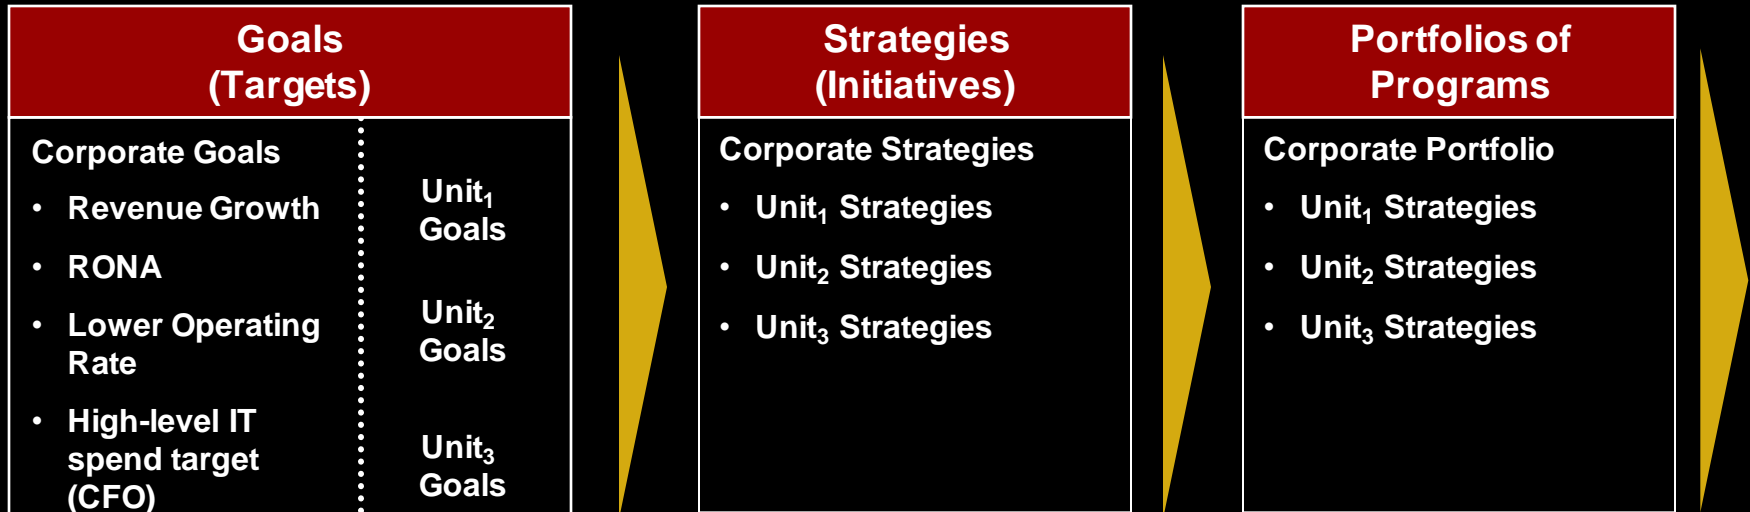 Goals
(Targets)
Corporate Goals
• Revenue Growth
• RONA
• Lower Operating
Rate
• High-level IT
spend target
(CFO)
Unit₁
Goals
Unit₂
Goals
Unit₃
Goals
Strategies
(Initiatives)
Corporate Strategies
• Unit₁ Strategies
• Unit₂ Strategies
• Unit₃ Strategies
Portfolios of
Programs
Corporate Portfolio
• Unit₁ Strategies
• Unit₂ Strategies
• Unit₃ Strategies